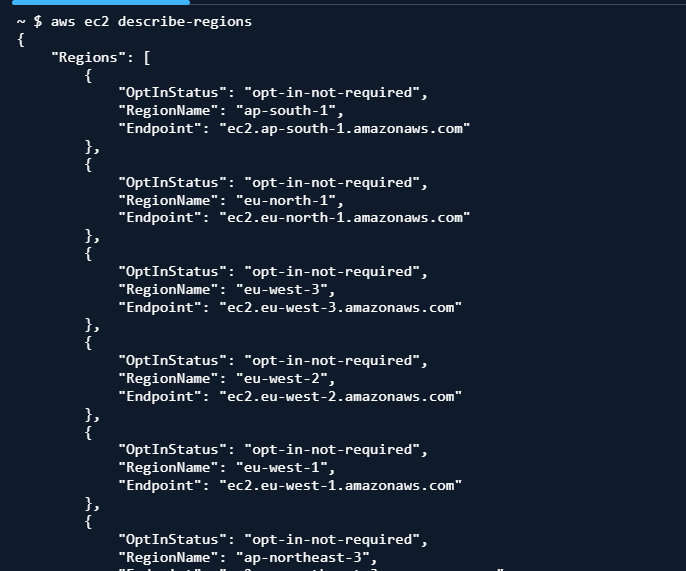 ~ $ aws ec2 describe-regions
{
    "Regions": [
        {
            "OptInStatus": "opt-in-not-required",
            "RegionName": "ap-south-1",
            "Endpoint": "ec2.ap-south-1.amazonaws.com"
        },
        {
            "OptInStatus": "opt-in-not-required",
            "RegionName": "eu-north-1",
            "Endpoint": "ec2.eu-north-1.amazonaws.com"
        },
        {
            "OptInStatus": "opt-in-not-required",
            "RegionName": "eu-west-3",
            "Endpoint": "ec2.eu-west-3.amazonaws.com"
        },
        {
            "OptInStatus": "opt-in-not-required",
            "RegionName": "eu-west-2",
            "Endpoint": "ec2.eu-west-2.amazonaws.com"
        },
        {
            "OptInStatus": "opt-in-not-required",
            "RegionName": "eu-west-1",
            "Endpoint": "ec2.eu-west-1.amazonaws.com"
        },
        {
            "OptInStatus": "opt-in-not-required",
            "RegionName": "ap-northeast-3",